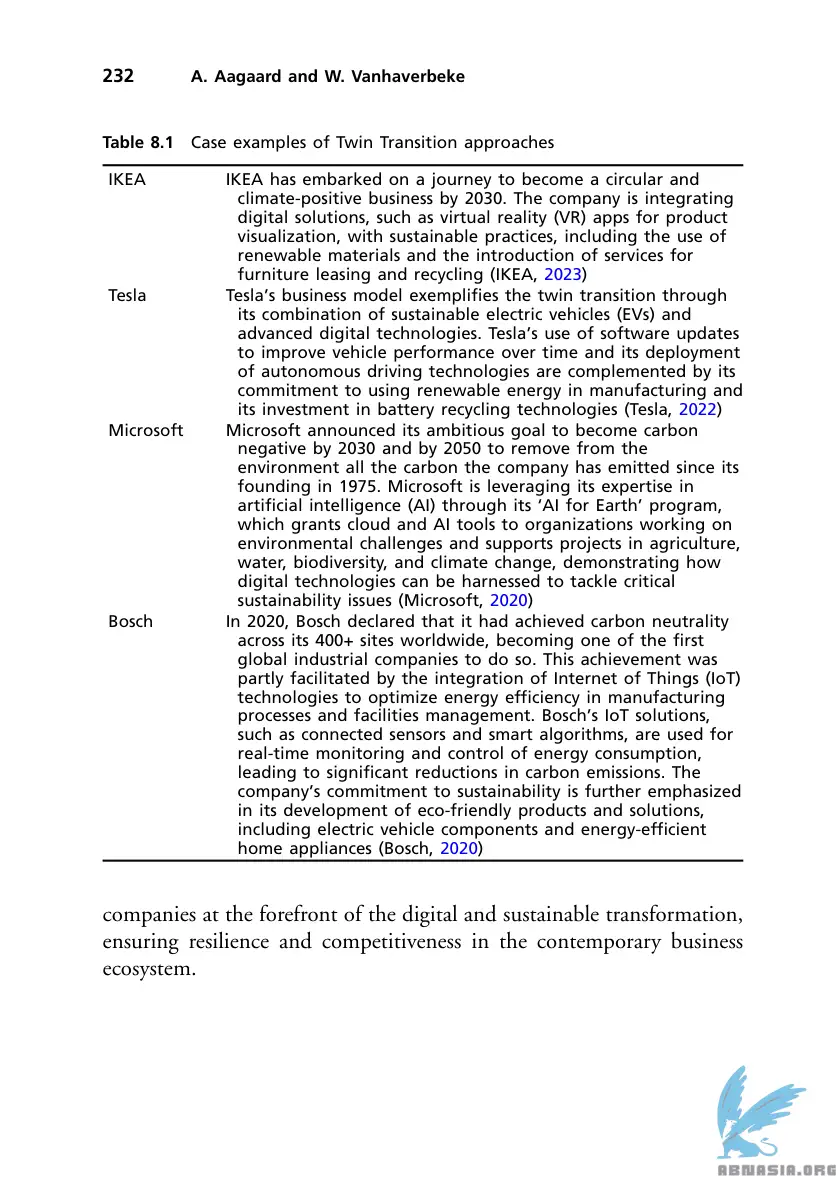 232 A. Aagaard and W. Vanhaverbeke
Table 8.1 Case examples of Twin Transition approaches
IKEA IKEA has embarked on a journey to become a circular and
climate-positive business by 2030. The company is integrating
digital solutions, such as virtual reality (VR) apps for product
visualization, with sustainable practices, including the use of
renewable materials and the introduction of services for
furniture leasing and recycling (IKEA, 2023)
Tesla Tesla's business model exemplifies the twin transition through
its combination of sustainable electric vehicles (EVs) and
advanced digital technologies. Tesla's use of software updates
to improve vehicle performance over time and its deployment
of autonomous driving technologies are complemented by its
commitment to using renewable energy in manufacturing and
its investment in battery recycling technologies (Tesla, 2022)
Microsoft Microsoft announced its ambitious goal to become carbon
negative by 2030 and by 2050 to remove from the
environment all the carbon the company has emitted since its
founding in 1975. Microsoft is leveraging its expertise in
artificial intelligence (AI) through its 'AI for Earth' program,
which grants cloud and AI tools to organizations working on
environmental challenges and supports projects in agriculture,
water, biodiversity, and climate change, demonstrating how
digital technologies can be harnessed to tackle critical
sustainability issues (Microsoft, 2020)
Bosch In 2020, Bosch declared that it had achieved carbon neutrality
across its 400+ sites worldwide, becoming one of the first
global industrial companies to do so. This achievement was
partly facilitated by the integration of Internet of Things (IoT)
technologies to optimize energy efficiency in manufacturing
processes and facilities management. Bosch's IoT solutions,
such as connected sensors and smart algorithms, are used for
real-time monitoring and control of energy consumption,
leading to significant reductions in carbon emissions. The
company's commitment to sustainability is further emphasized
in its development of eco-friendly products and solutions,
including electric vehicle components and energy-efficient
home appliances (Bosch, 2020)
companies at the forefront of the digital and sustainable transformation,
ensuring resilience and competitiveness in the contemporary business
ecosystem.
ABNASIA.ORG